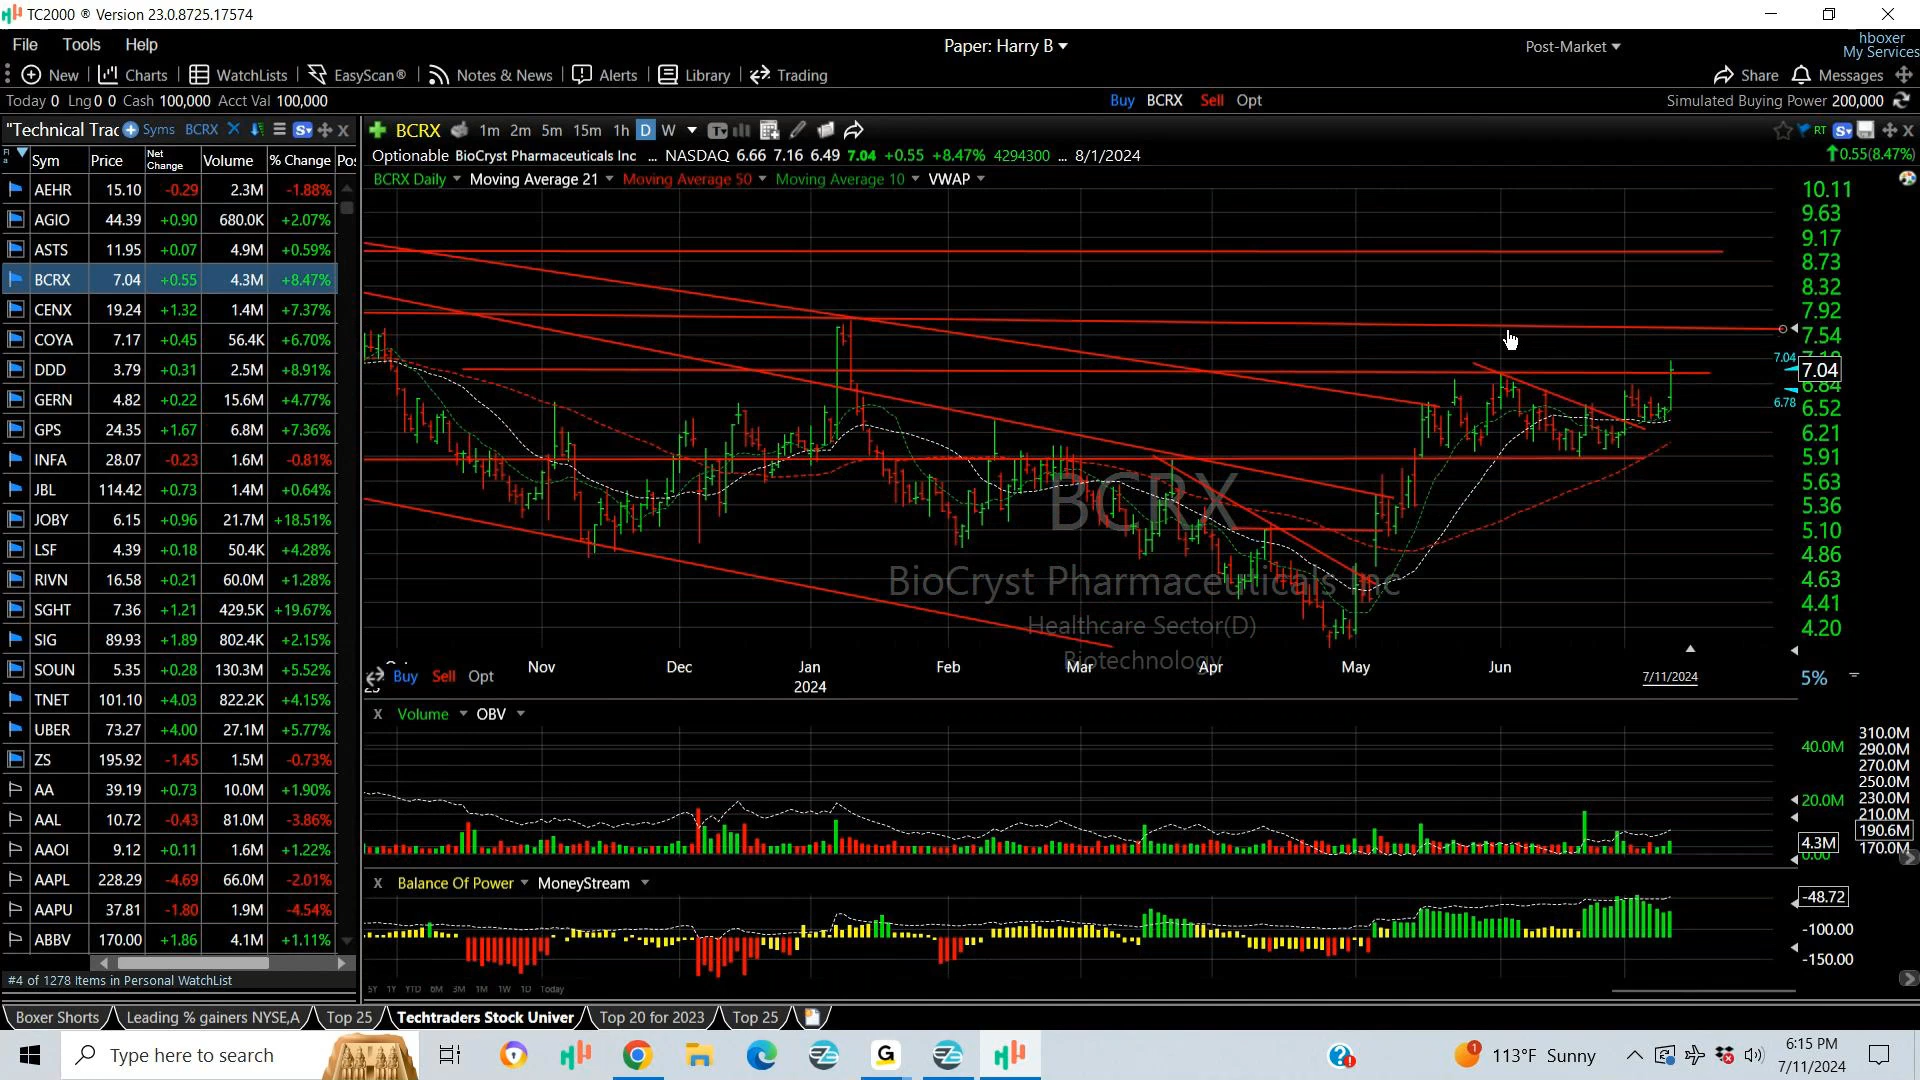 TC2000 ® Version 23.0.8725.17574
File Tools Help
Paper: Harry B
Post-Market
hboxer
My Services
New Charts WatchLists EasyScan® Notes & News Alerts Library Trading
Share Messages
Today 0 Lng 0 0 Cash 100,000 Acct Val 100,000
Buy BCRX Sell Opt
Simulated Buying Power 200,000
"Technical Trac Syms BCRX
BCRX 1m 2m 5m 15m 1h D W
RT
Optionable BioCryst Pharmaceuticals Inc ... NASDAQ 6.66 7.16 6.49 7.04 +0.55 +8.47% 4294300 ... 8/1/2024
0.55(8.47%)
BCRX Daily Moving Average 21 Moving Average 50 Moving Average 10 VWAP
Sym Price Net Change Volume % Change Pos
AEHR 15.10 -0.29 2.3M -1.88%
AGIO 44.39 +0.90 680.0K +2.07%
ASTS 11.95 +0.07 4.9M +0.59%
BCRX 7.04 +0.55 4.3M +8.47%
CENX 19.24 +1.32 1.4M +7.37%
COYA 7.17 +0.45 56.4K +6.70%
DDD 3.79 +0.31 2.5M +8.91%
GERN 4.82 +0.22 15.6M +4.77%
GPS 24.35 +1.67 6.8M +7.36%
INFA 28.07 -0.23 1.6M -0.81%
JBL 114.42 +0.73 1.4M +0.64%
JOBY 6.15 +0.96 21.7M +18.51%
LSF 4.39 +0.18 50.4K +4.28%
RIVN 16.58 +0.21 60.0M +1.28%
SGHT 7.36 +1.21 429.5K +19.67%
SIG 89.93 +1.89 802.4K +2.15%
SOUN 5.35 +0.28 130.3M +5.52%
TNET 101.10 +4.03 822.2K +4.15%
UBER 73.27 +4.00 27.1M +5.77%
ZS 195.92 -1.45 1.5M -0.73%
AA 39.19 +0.73 10.0M +1.90%
AAL 10.72 -0.43 81.0M -3.86%
AAOI 9.12 +0.11 1.6M +1.22%
AAPL 228.29 -4.69 66.0M -2.01%
AAPU 37.81 -1.80 1.9M -4.54%
ABBV 170.00 +1.86 4.1M +1.11%
#4 of 1278 Items in Personal WatchList
10.11
9.63
9.17
8.73
8.32
7.92
7.54
7.04
7.04
6.84
6.78
6.52
6.21
5.91
5.63
5.36
5.10
4.86
4.63
4.41
4.20
BCRX
BioCryst Pharmaceuticals Inc
Healthcare Sector(D)
Biotechnology
Nov Dec Jan Feb Mar Apr May Jun
2024
7/11/2024
Buy Sell Opt
5%
X Volume OBV
40.0M
20.0M
4.3M
0.00
310.0M
290.0M
270.0M
250.0M
230.0M
210.0M
190.6M
170.0M
X Balance Of Power MoneyStream
-48.72
-100.00
-150.00
5Y 1Y YTD 6M 3M 1M 1W 1D Today
Boxer Shorts Leading % gainers NYSE,A Top 25 Techtraders Stock Univer Top 20 for 2023 Top 25
Type here to search
1
113°F Sunny
6:15 PM
7/11/2024